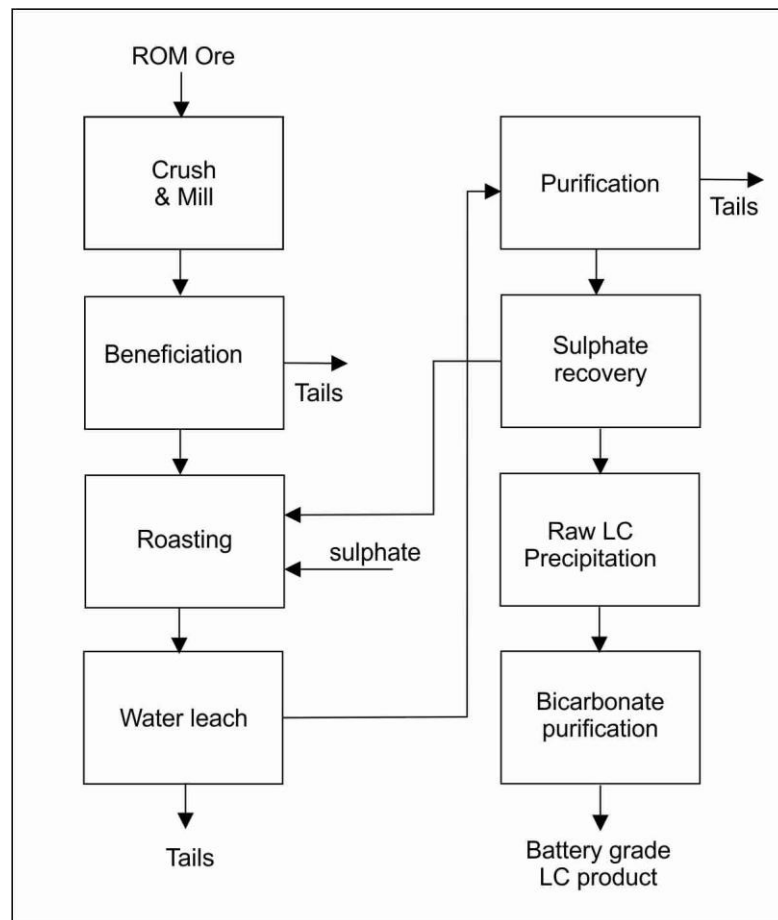 ROM Ore
Crush
& Mill
Beneficiation
Tails
Roasting
sulphate
Water leach
Tails
Purification
Tails
Sulphate
recovery
Raw LC
Precipitation
Bicarbonate
purification
Battery grade
LC product